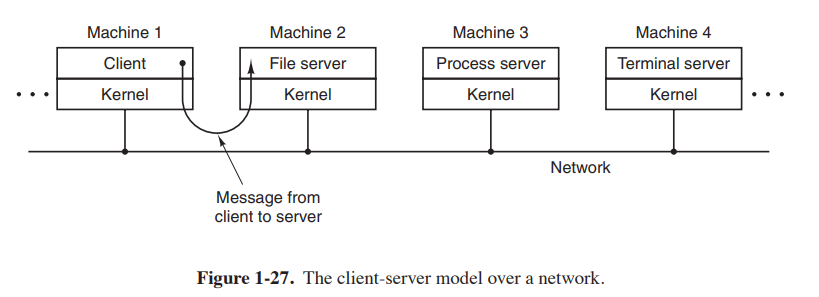 Machine 1
Machine 2
Machine 3
Machine 4
Client
File server
Process server
Terminal server
Kernel
Kernel
Kernel
Kernel
Network
Message from
client to server
Figure 1-27. The client-server model over a network.